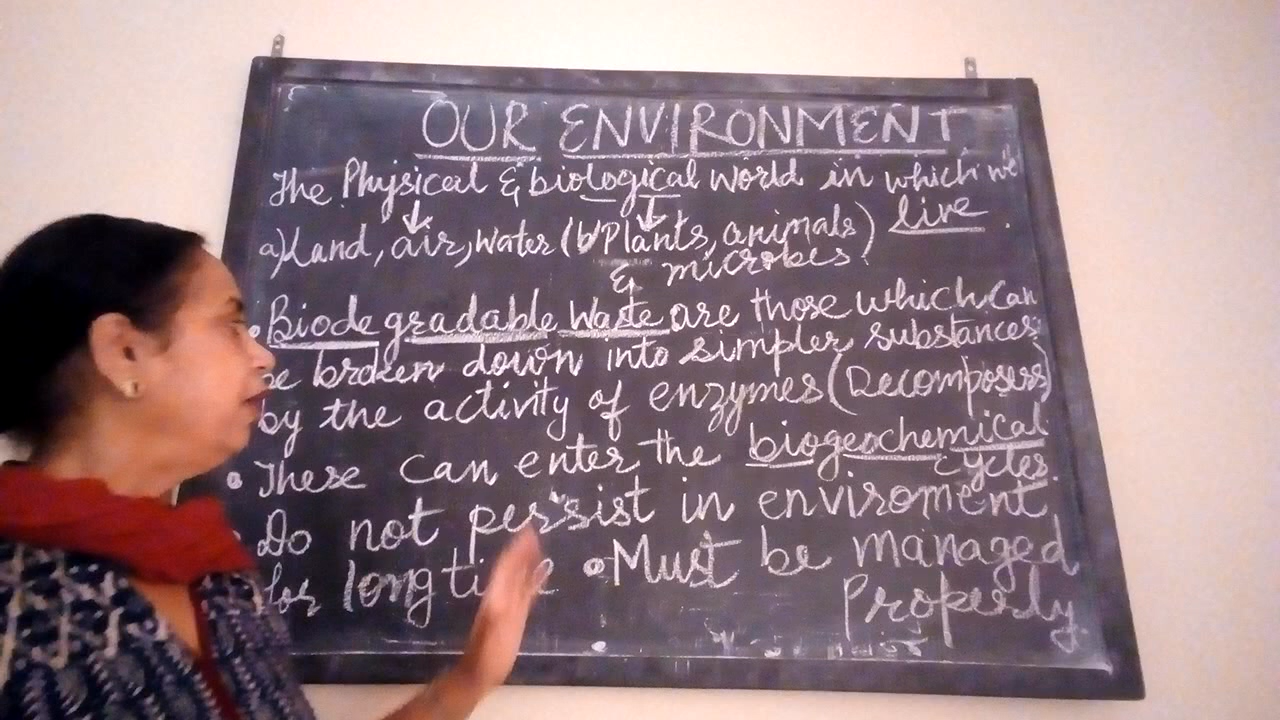 OUR ENVIRONMENT
The Physical & biological world in which we
live.
a) Land, air, water (b) Plants, animals)
& microbes.
• Biodegradable Waste are those which can
be broken down into simpler substances
by the activity of enzymes (Decomposers)
• These can enter the biogeochemical
cycles.
Do not persist in enviroment
for long time • Must be managed
Properly.